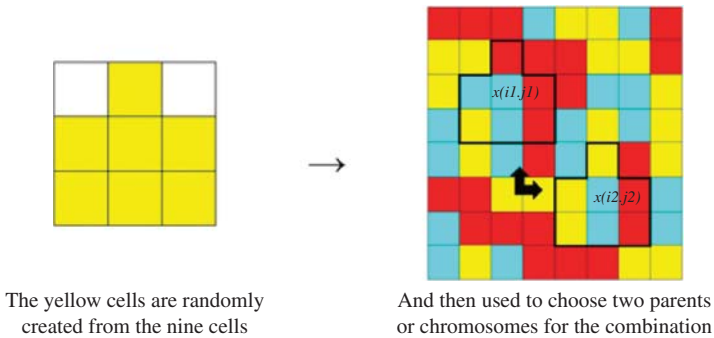 x(i1.j1)
x(i2.j2)
The yellow cells are randomly
created from the nine cells
And then used to choose two parents
or chromosomes for the combination